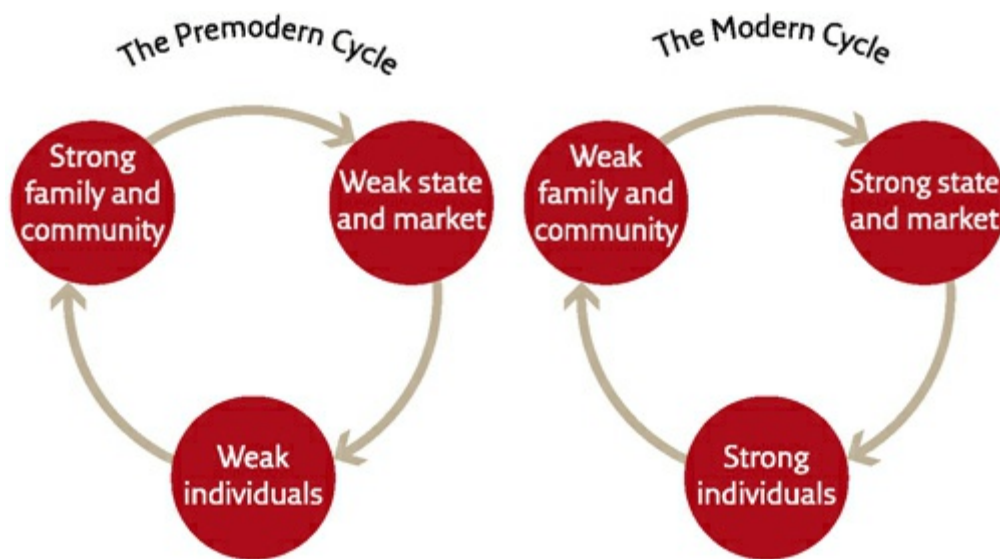 The Premodern Cycle
Strong
family and
community
Weak state
and market
Weak
individuals
The Modern Cycle
Weak
family and
community
Strong state
and market
Strong
individuals